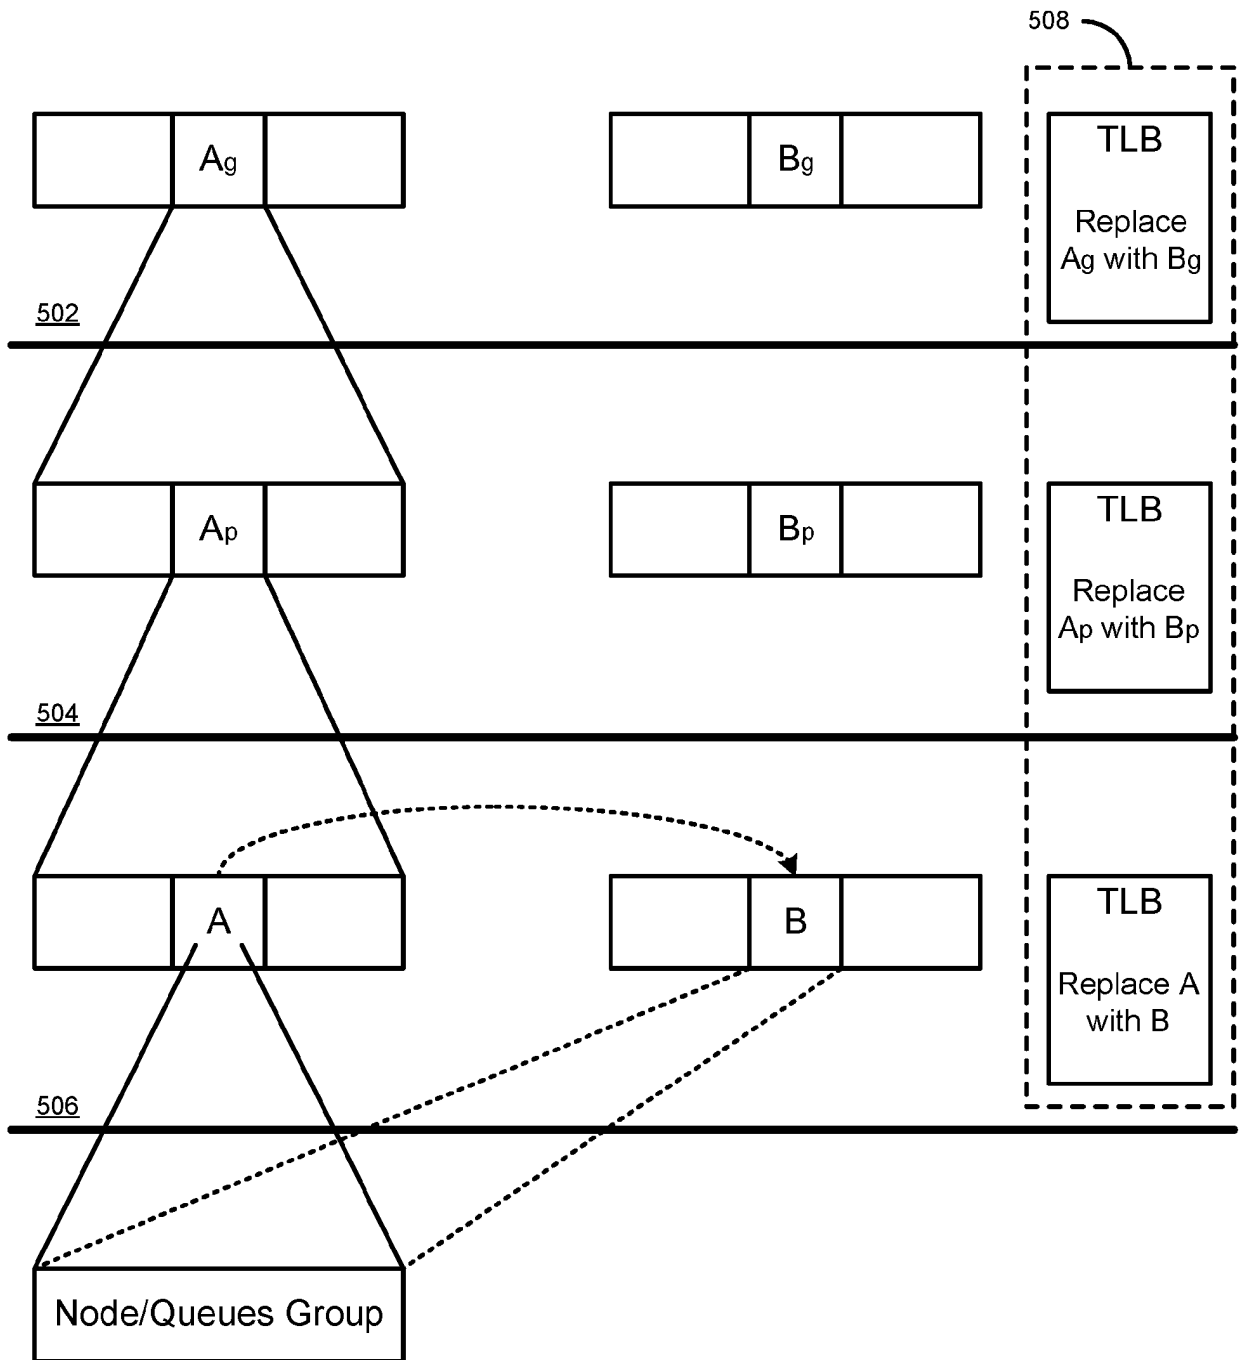 508
Ag
Bg
TLB
Replace
Ag with Bg
502
Ap
Bp
TLB
Replace
Ap with Bp
504
A
B
TLB
Replace A
with B
506
Node/Queues Group